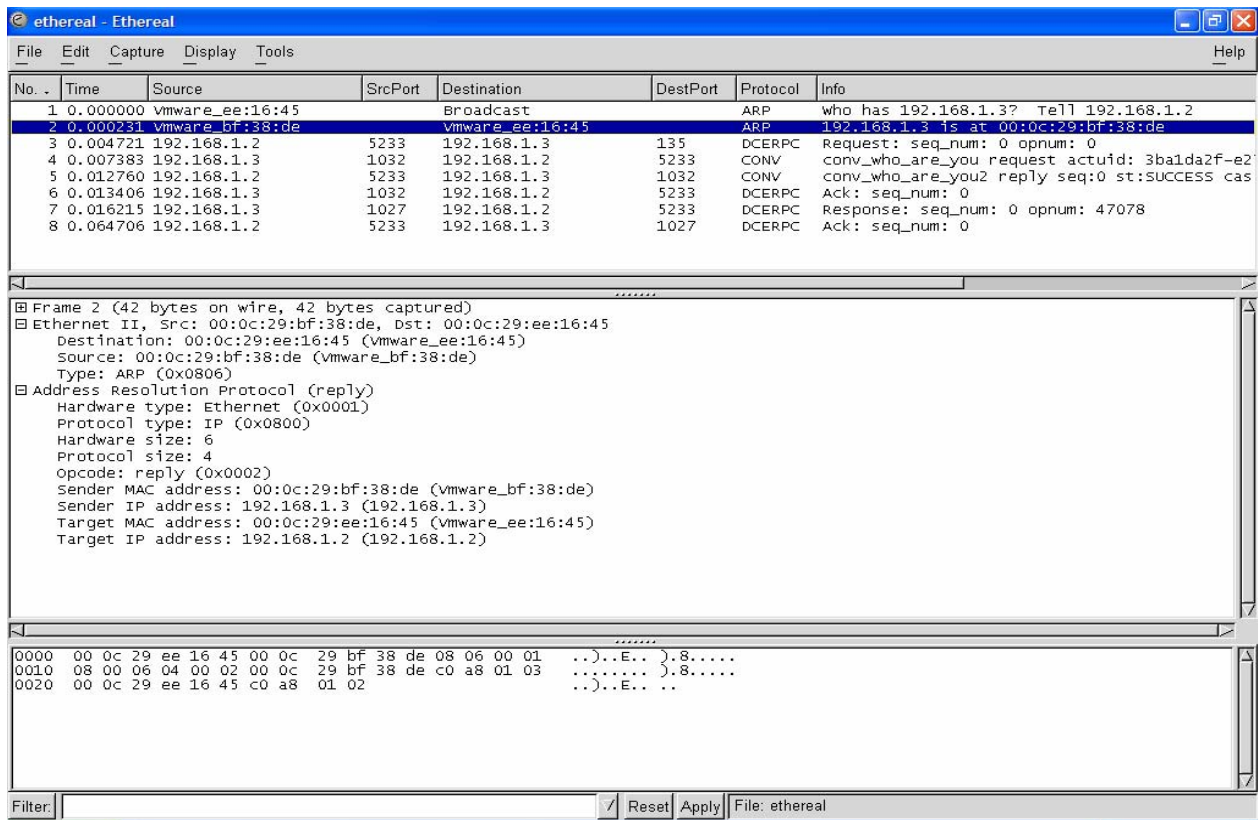 ethereal - Ethereal
File Edit Capture Display Tools Help
No. . Time Source SrcPort Destination DestPort Protocol Info
1 0.000000 Vmware_ee:16:45 Broadcast ARP Who has 192.168.1.3? Tell 192.168.1.2
2 0.000231 Vmware_bf:38:de Vmware_ee:16:45 ARP 192.168.1.3 is at 00:0c:29:bf:38:de
3 0.004721 192.168.1.2 5233 192.168.1.3 135 DCERPC Request: seq_num: 0 opnum: 0
4 0.007383 192.168.1.3 1032 192.168.1.2 5233 CONV conv_who_are_you request actuid: 3ba1da2f-e2
5 0.012760 192.168.1.2 5233 192.168.1.3 1032 CONV conv_who_are_you2 reply seq:0 st:SUCCESS cas
6 0.013406 192.168.1.3 1032 192.168.1.2 5233 DCERPC Ack: seq_num: 0
7 0.016215 192.168.1.3 1027 192.168.1.2 5233 DCERPC Response: seq_num: 0 opnum: 47078
8 0.064706 192.168.1.2 5233 192.168.1.3 1027 DCERPC Ack: seq_num: 0
Frame 2 (42 bytes on wire, 42 bytes captured)
Ethernet II, Src: 00:0c:29:bf:38:de, Dst: 00:0c:29:ee:16:45
Destination: 00:0c:29:ee:16:45 (Vmware_ee:16:45)
Source: 00:0c:29:bf:38:de (Vmware_bf:38:de)
Type: ARP (0x0806)
Address Resolution Protocol (reply)
Hardware type: Ethernet (0x0001)
Protocol type: IP (0x0800)
Hardware size: 6
Protocol size: 4
Opcode: reply (0x0002)
Sender MAC address: 00:0c:29:bf:38:de (Vmware_bf:38:de)
Sender IP address: 192.168.1.3 (192.168.1.3)
Target MAC address: 00:0c:29:ee:16:45 (Vmware_ee:16:45)
Target IP address: 192.168.1.2 (192.168.1.2)
0000 00 0c 29 ee 16 45 00 0c 29 bf 38 de 08 06 00 01 ..)..E.. ).8.....
0010 08 00 06 04 00 02 00 0c 29 bf 38 de c0 a8 01 03 ........ ).8.....
0020 00 0c 29 ee 16 45 c0 a8 01 02 ..)..E.. ..
Filter: Reset Apply File: ethereal